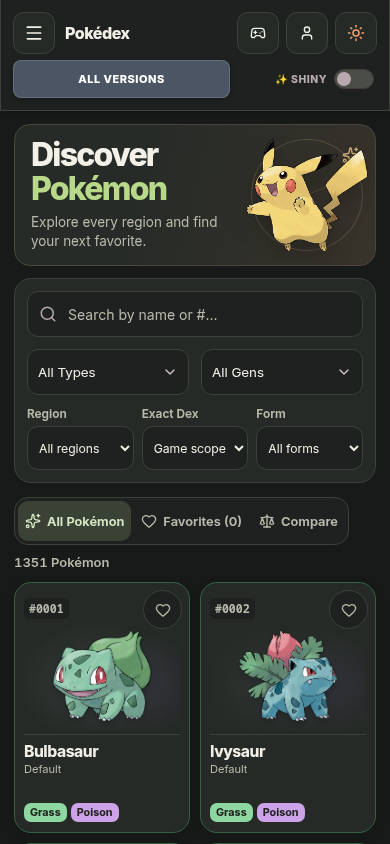 Pokédex
ALL VERSIONS
✨ SHINY
Discover
Pokémon
Explore every region and find
your next favorite.
Search by name or #...
All Types
All Gens
Region
Exact Dex
Form
All regions
Game scope
All forms
All Pokémon
Favorites (0)
Compare
1351 Pokémon
#0001
#0002
Bulbasaur
Ivysaur
Default
Default
Grass
Poison
Grass
Poison